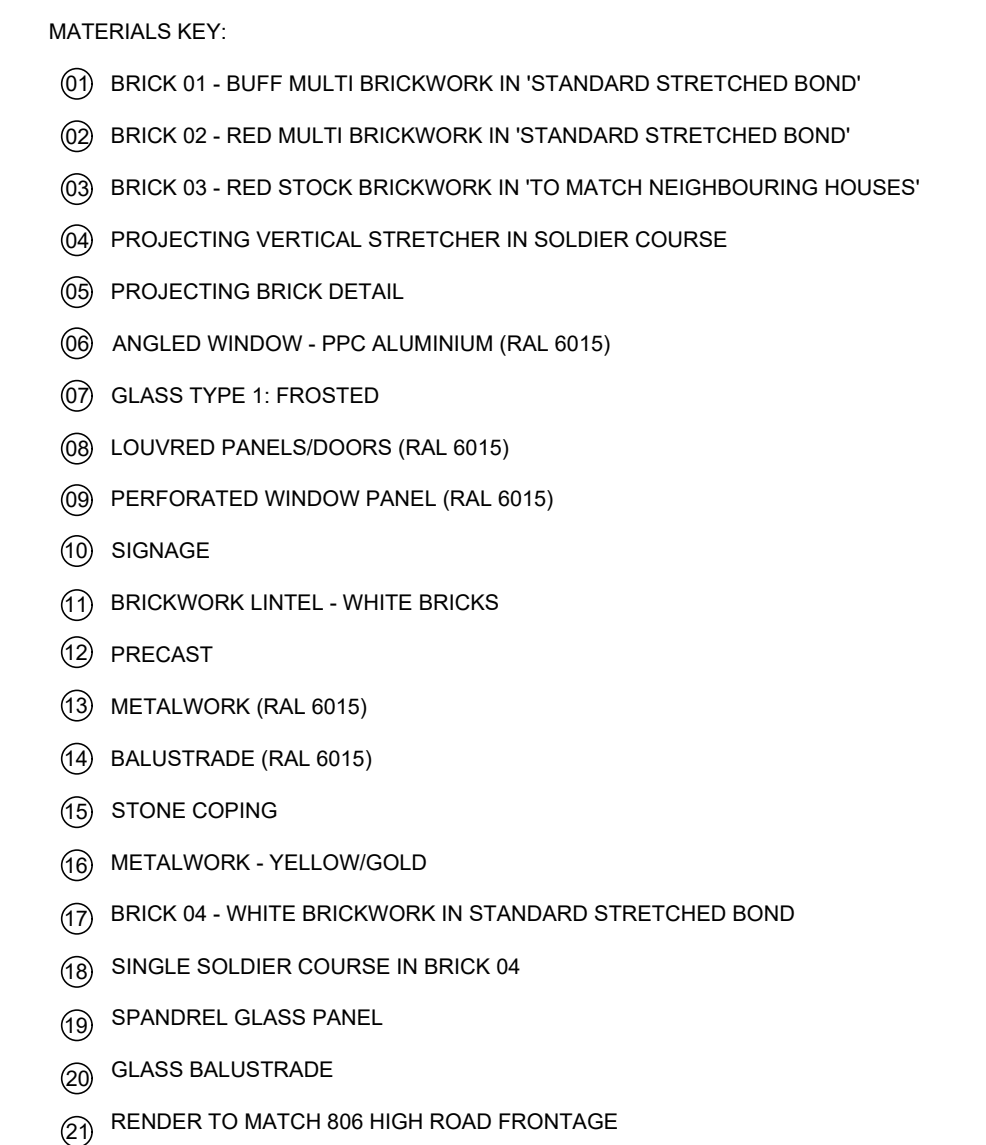 MATERIALS KEY:
01 BRICK 01 - BUFF MULTI BRICKWORK IN 'STANDARD STRETCHED BOND'
02 BRICK 02 - RED MULTI BRICKWORK IN 'STANDARD STRETCHED BOND'
03 BRICK 03 - RED STOCK BRICKWORK IN 'TO MATCH NEIGHBOURING HOUSES'
04 PROJECTING VERTICAL STRETCHER IN SOLDIER COURSE
05 PROJECTING BRICK DETAIL
06 ANGLED WINDOW - PPC ALUMINIUM (RAL 6015)
07 GLASS TYPE 1: FROSTED
08 LOUVRED PANELS/DOORS (RAL 6015)
09 PERFORATED WINDOW PANEL (RAL 6015)
10 SIGNAGE
11 BRICKWORK LINTEL - WHITE BRICKS
12 PRECAST
13 METALWORK (RAL 6015)
14 BALUSTRADE (RAL 6015)
15 STONE COPING
16 METALWORK - YELLOW/GOLD
17 BRICK 04 - WHITE BRICKWORK IN STANDARD STRETCHED BOND
18 SINGLE SOLDIER COURSE IN BRICK 04
19 SPANDREL GLASS PANEL
20 GLASS BALUSTRADE
21 RENDER TO MATCH 806 HIGH ROAD FRONTAGE